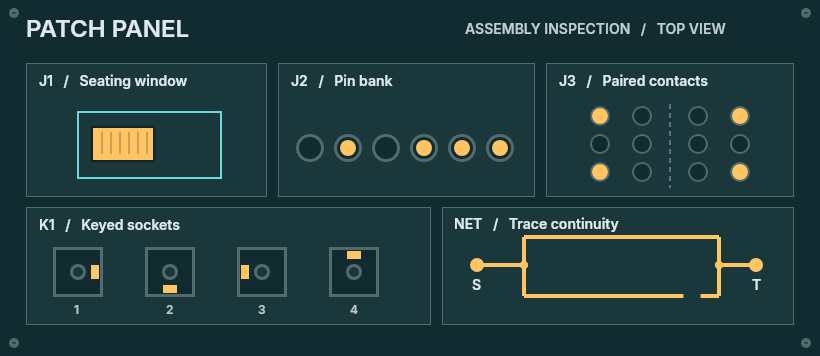 PATCH PANEL
ASSEMBLY INSPECTION / TOP VIEW
J1 / Seating window
J2 / Pin bank
J3 / Paired contacts
K1 / Keyed sockets
1 2 3 4
NET / Trace continuity
S T